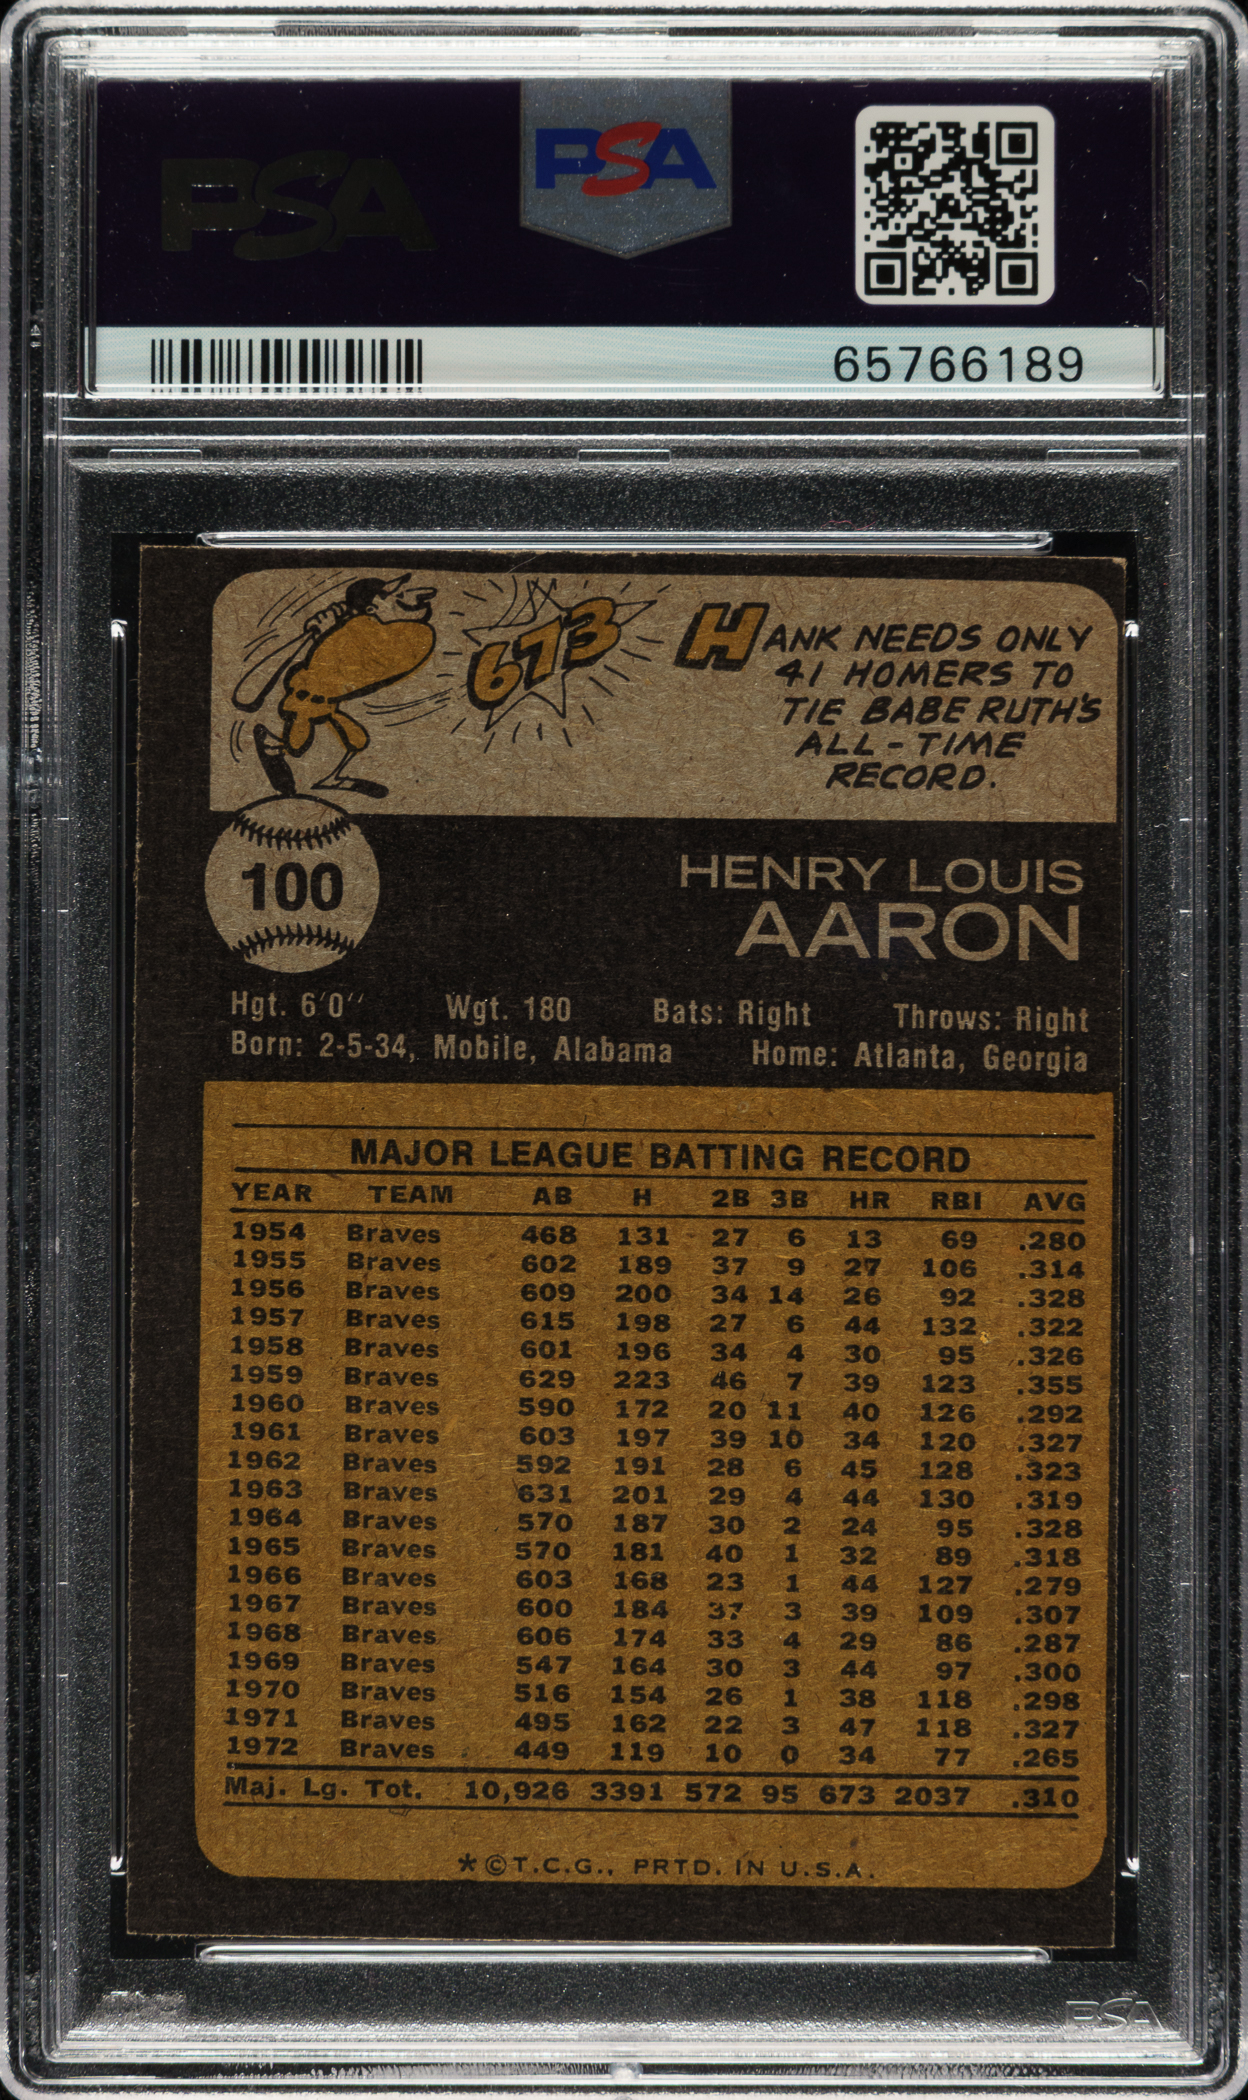 PSA
PSA
65766189
673
HANK NEEDS ONLY
41 HOMERS TO
TIE BABE RUTH'S
ALL-TIME
RECORD.
100
HENRY LOUIS
AARON
Hgt. 6'0" Wgt. 180 Bats: Right Throws: Right
Born: 2-5-34, Mobile, Alabama Home: Atlanta, Georgia
MAJOR LEAGUE BATTING RECORD
YEAR TEAM AB H 2B 3B HR RBI AVG
1954 Braves 468 131 27 6 13 69 .280
1955 Braves 602 189 37 9 27 106 .314
1956 Braves 609 200 34 14 26 92 .328
1957 Braves 615 198 27 6 44 132 .322
1958 Braves 601 196 34 4 30 95 .326
1959 Braves 629 223 46 7 39 123 .355
1960 Braves 590 172 20 11 40 126 .292
1961 Braves 603 197 39 10 34 120 .327
1962 Braves 592 191 28 6 45 128 .323
1963 Braves 631 201 29 4 44 130 .319
1964 Braves 570 187 30 2 24 95 .328
1965 Braves 570 181 40 1 32 89 .318
1966 Braves 603 168 23 1 44 127 .279
1967 Braves 600 184 37 3 39 109 .307
1968 Braves 606 174 33 4 29 86 .287
1969 Braves 547 164 30 3 44 97 .300
1970 Braves 516 154 26 1 38 118 .298
1971 Braves 495 162 22 3 47 118 .327
1972 Braves 449 119 10 0 34 77 .265
Maj. Lg. Tot. 10,926 3391 572 95 673 2037 .310
*©T.C.G., PRTD. IN U.S.A.
PSA